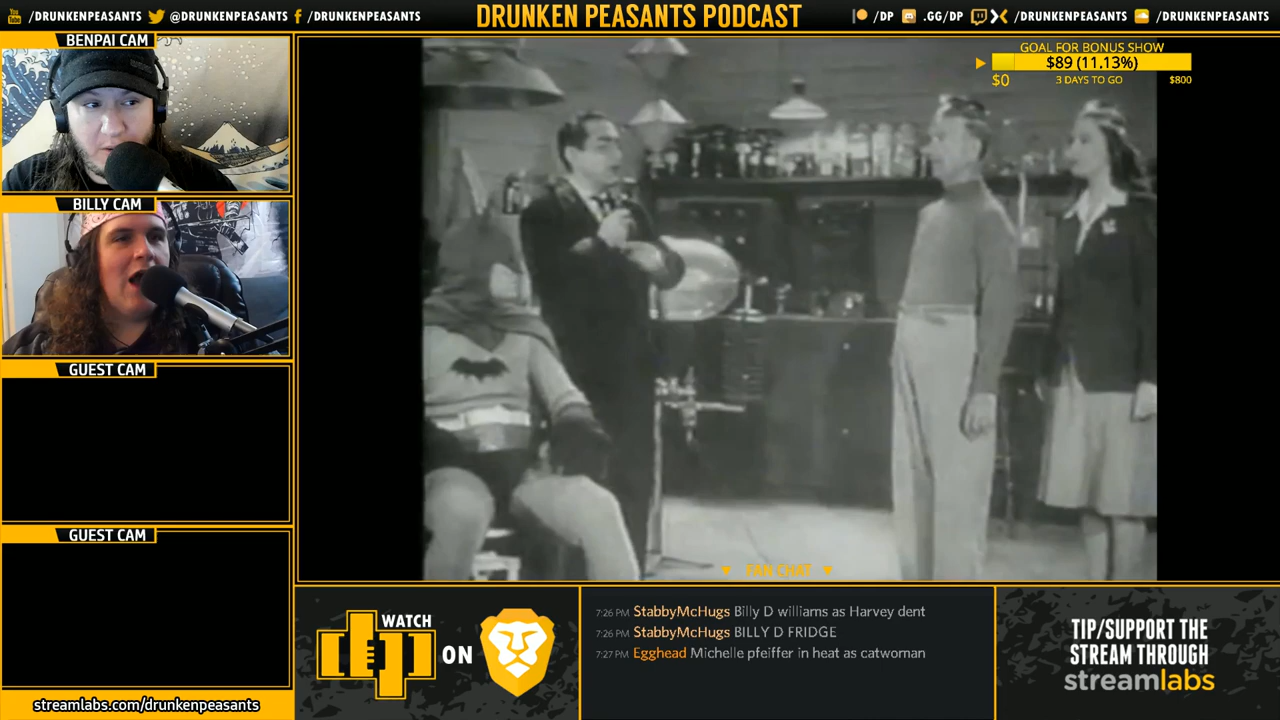 You Tube /DRUNKENPEASANTS @DRUNKENPEASANTS /DRUNKENPEASANTS
DRUNKEN PEASANTS PODCAST
/DP .GG/DP /DRUNKENPEASANTS /DRUNKENPEASANTS
BENPAI CAM
GOAL FOR BONUS SHOW
$89 (11.13%)
$0 3 DAYS TO GO $800
BILLY CAM
GUEST CAM
GUEST CAM
FAN CHAT
7:26 PM StabbyMcHugs Billy D williams as Harvey dent
7:26 PM StabbyMcHugs BILLY D FRIDGE
7:27 PM Egghead Michelle pfeiffer in heat as catwoman
WATCH
ON
TIP/SUPPORT THE
STREAM THROUGH
streamlabs
streamlabs.com/drunkenpeasants